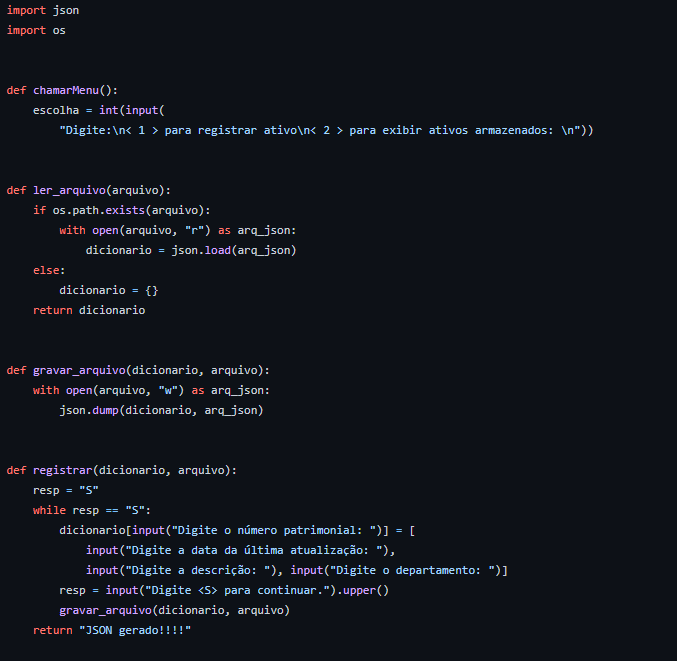 import json
import os
def chamarMenu():
    escolha = int(input(
        "Digite:\n< 1 > para registrar ativo\n< 2 > para exibir ativos armazenados: \n"))
def ler_arquivo(arquivo):
    if os.path.exists(arquivo):
        with open(arquivo, "r") as arq_json:
            dicionario = json.load(arq_json)
    else:
        dicionario = {}
    return dicionario
def gravar_arquivo(dicionario, arquivo):
    with open(arquivo, "w") as arq_json:
        json.dump(dicionario, arq_json)
def registrar(dicionario, arquivo):
    resp = "S"
    while resp == "S":
        dicionario[input("Digite o número patrimonial: ")] = [
            input("Digite a data da última atualização: "),
            input("Digite a descrição: "), input("Digite o departamento: ")]
        resp = input("Digite <S> para continuar.").upper()
        gravar_arquivo(dicionario, arquivo)
    return "JSON gerado!!!!"